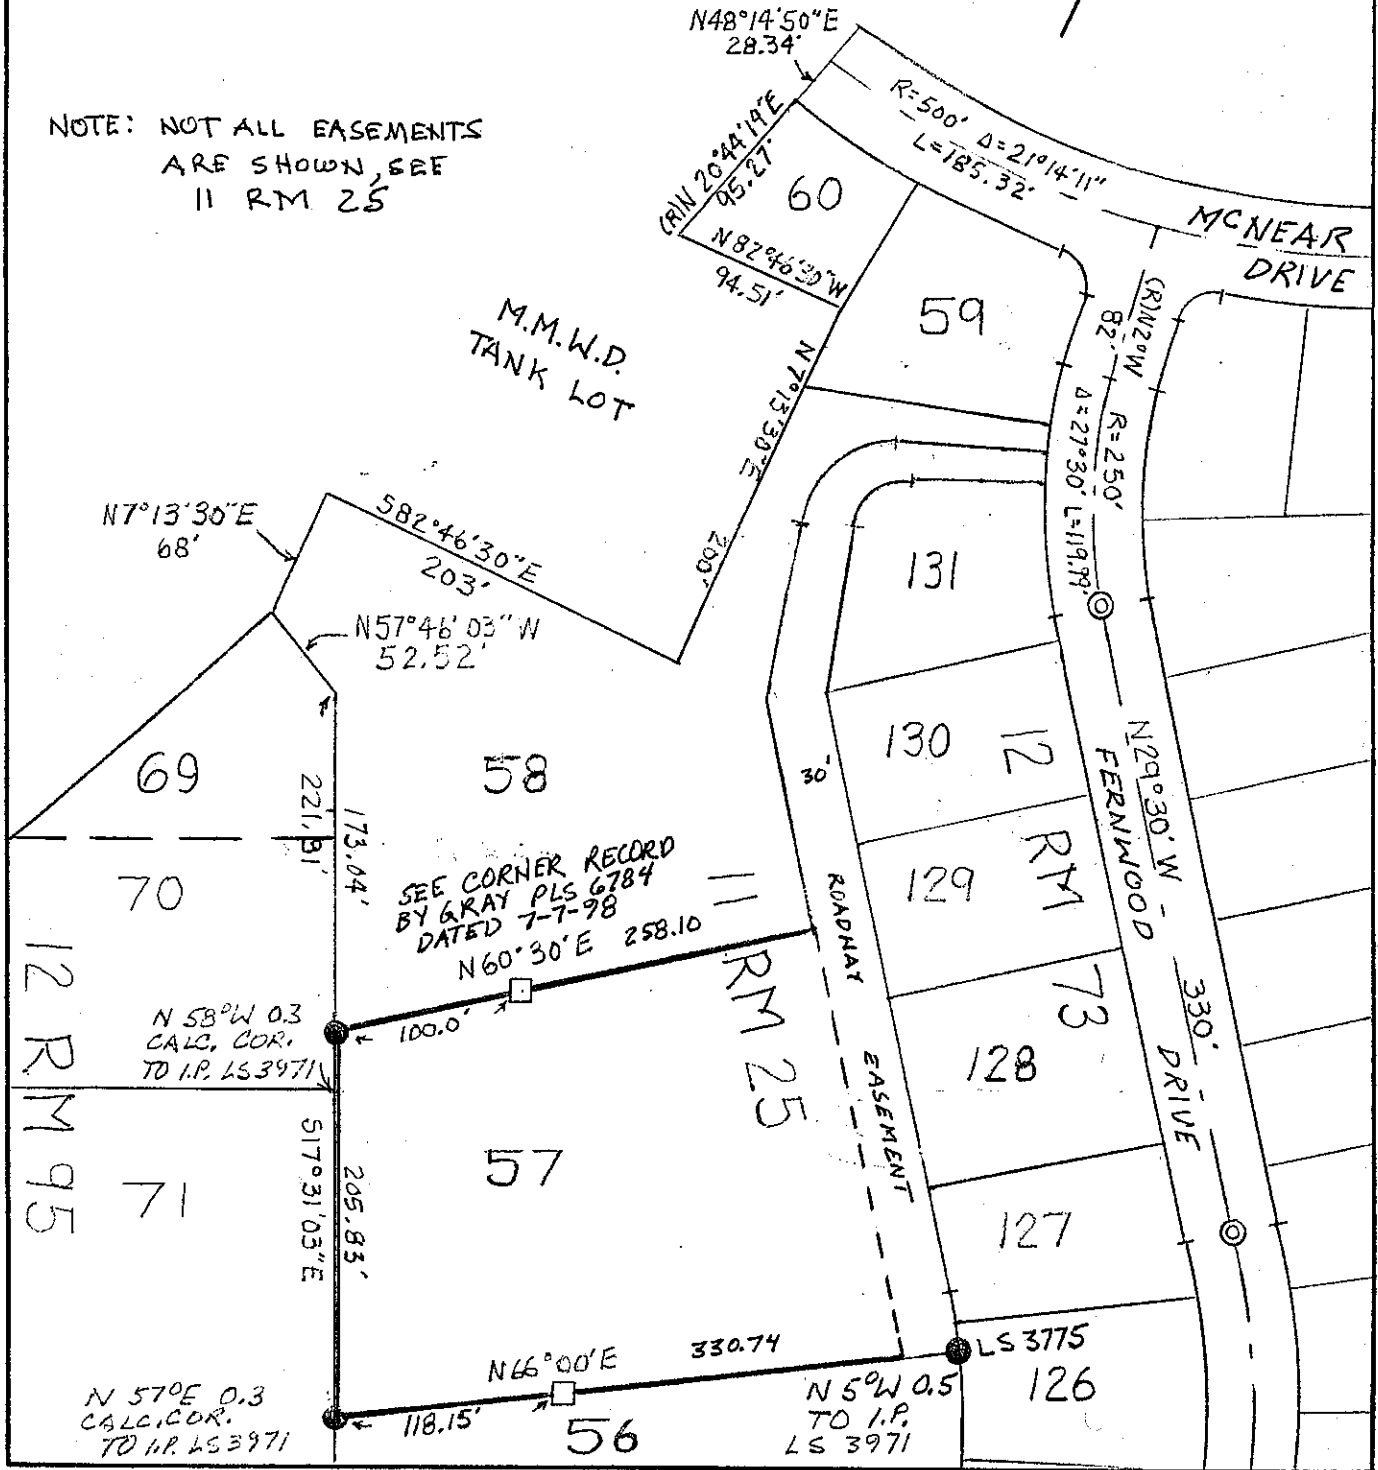 N48°14'50"E
28.34'
NOTE: NOT ALL EASEMENTS
ARE SHOWN, SEE
11 RM 25
R=500' Δ=21°14'11"
L=185.32'
MCNEAR
DRIVE
(R)N 20°44'19"E
95.27'
60
N82°46'30"W
94.51'
59
(R)N2°W
82'
M.M.W.D.
TANK LOT
N7°13'30"E
200'
R=250'
Δ=27°30' L=119.99'
N7°13'30"E
68'
S82°46'30"E
203'
N57°46'03"W
52.52'
131
130
12 RM 73
N29°30'W - 330'
FERNWOOD DRIVE
69
58
30'
221.81'
173.04'
70
SEE CORNER RECORD
BY GRAY PLS 6784
DATED 7-7-98
N60°30'E 258.10
100.0'
11 RM 25
129
ROADWAY EASEMENT
12 RM 95
N 58°W 0.3
CALC. COR.
TO I.P. LS3971
128
57
S17°31'03"E
205.83'
71
127
N66°00'E
330.74
118.15'
LS3775
N 5°W 0.5
TO I.P.
LS 3971
126
N 57°E 0.3
CALC.COR.
TO I.P. LS3971
56